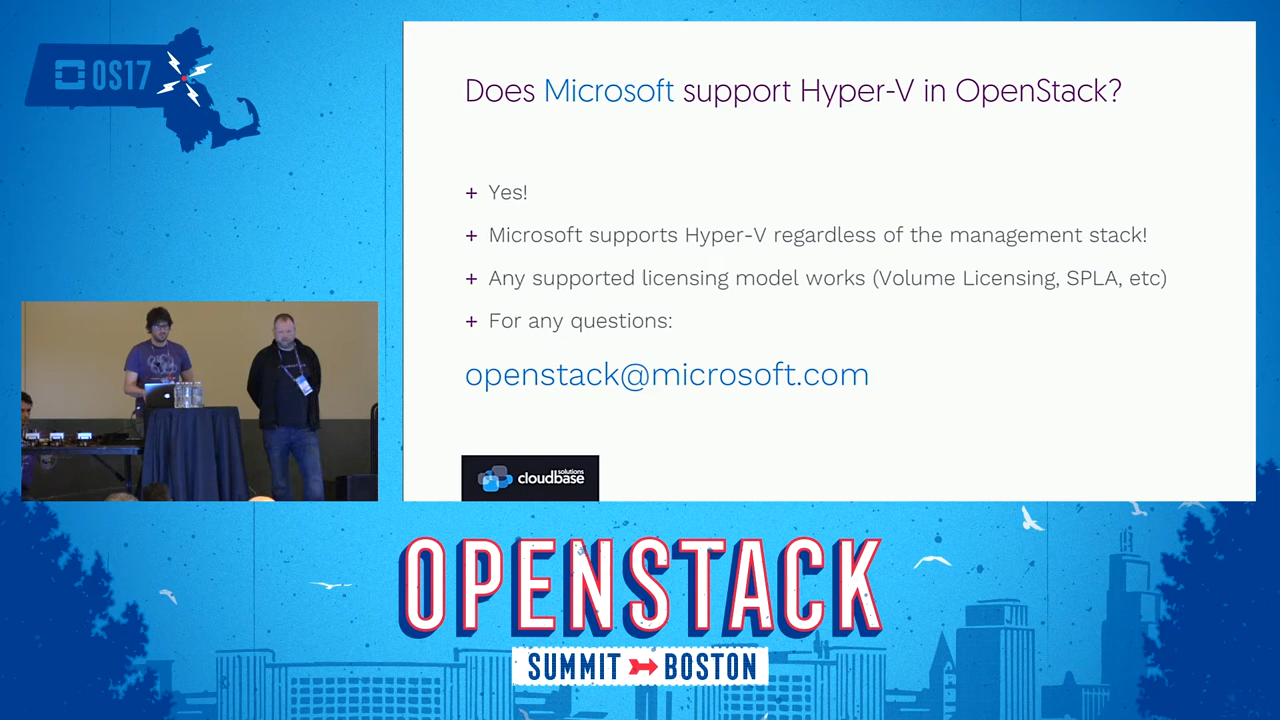 OS17
Does Microsoft support Hyper-V in OpenStack?
+ Yes!
+ Microsoft supports Hyper-V regardless of the management stack!
+ Any supported licensing model works (Volume Licensing, SPLA, etc)
+ For any questions:
openstack@microsoft.com
cloudbase solutions
OPENSTACK
SUMMIT BOSTON